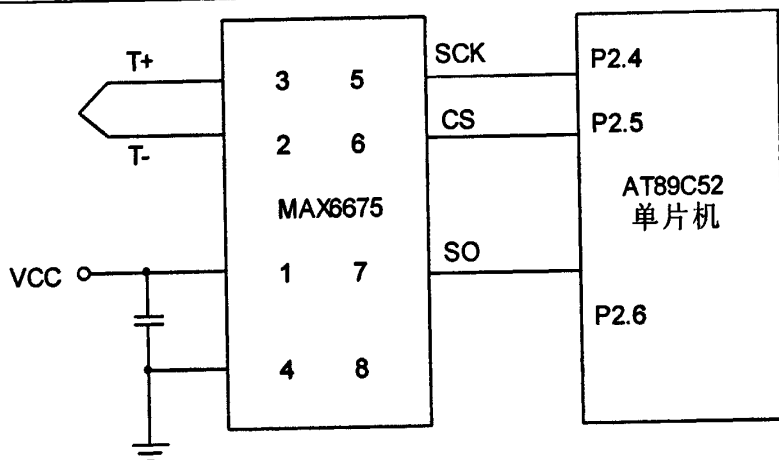 T+
3 5
SCK
P2.4
T-
2 6
CS
P2.5
MAX6675
AT89C52
单片机
VCC
1 7
SO
P2.6
4 8